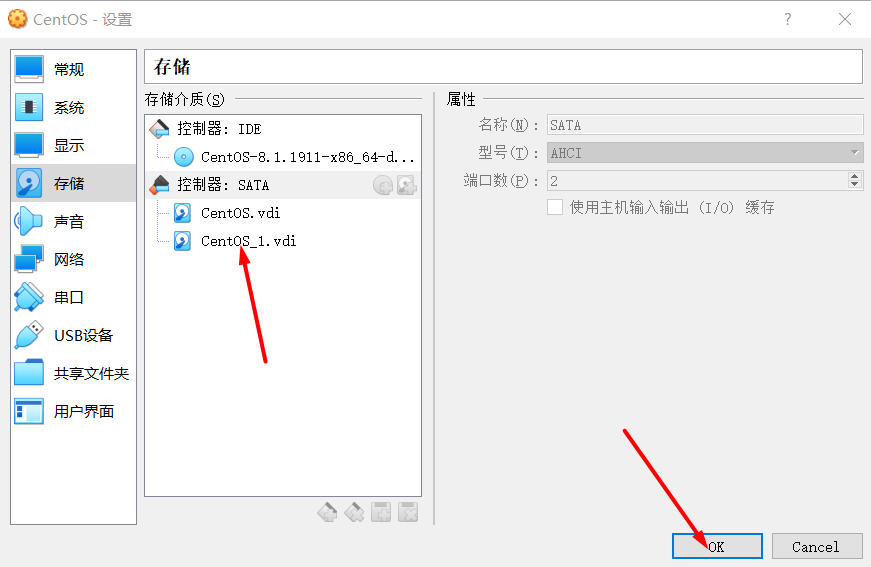 CentOS - 设置
?
常规
系统
显示
存储
声音
网络
串口
USB设备
共享文件夹
用户界面
存储
存储介质(S)
控制器: IDE
CentOS-8.1.1911-x86_64-d...
控制器: SATA
CentOS.vdi
CentOS_1.vdi
属性
名称(N): SATA
型号(T): AHCI
端口数(P): 2
使用主机输入输出 (I/O) 缓存
OK
Cancel